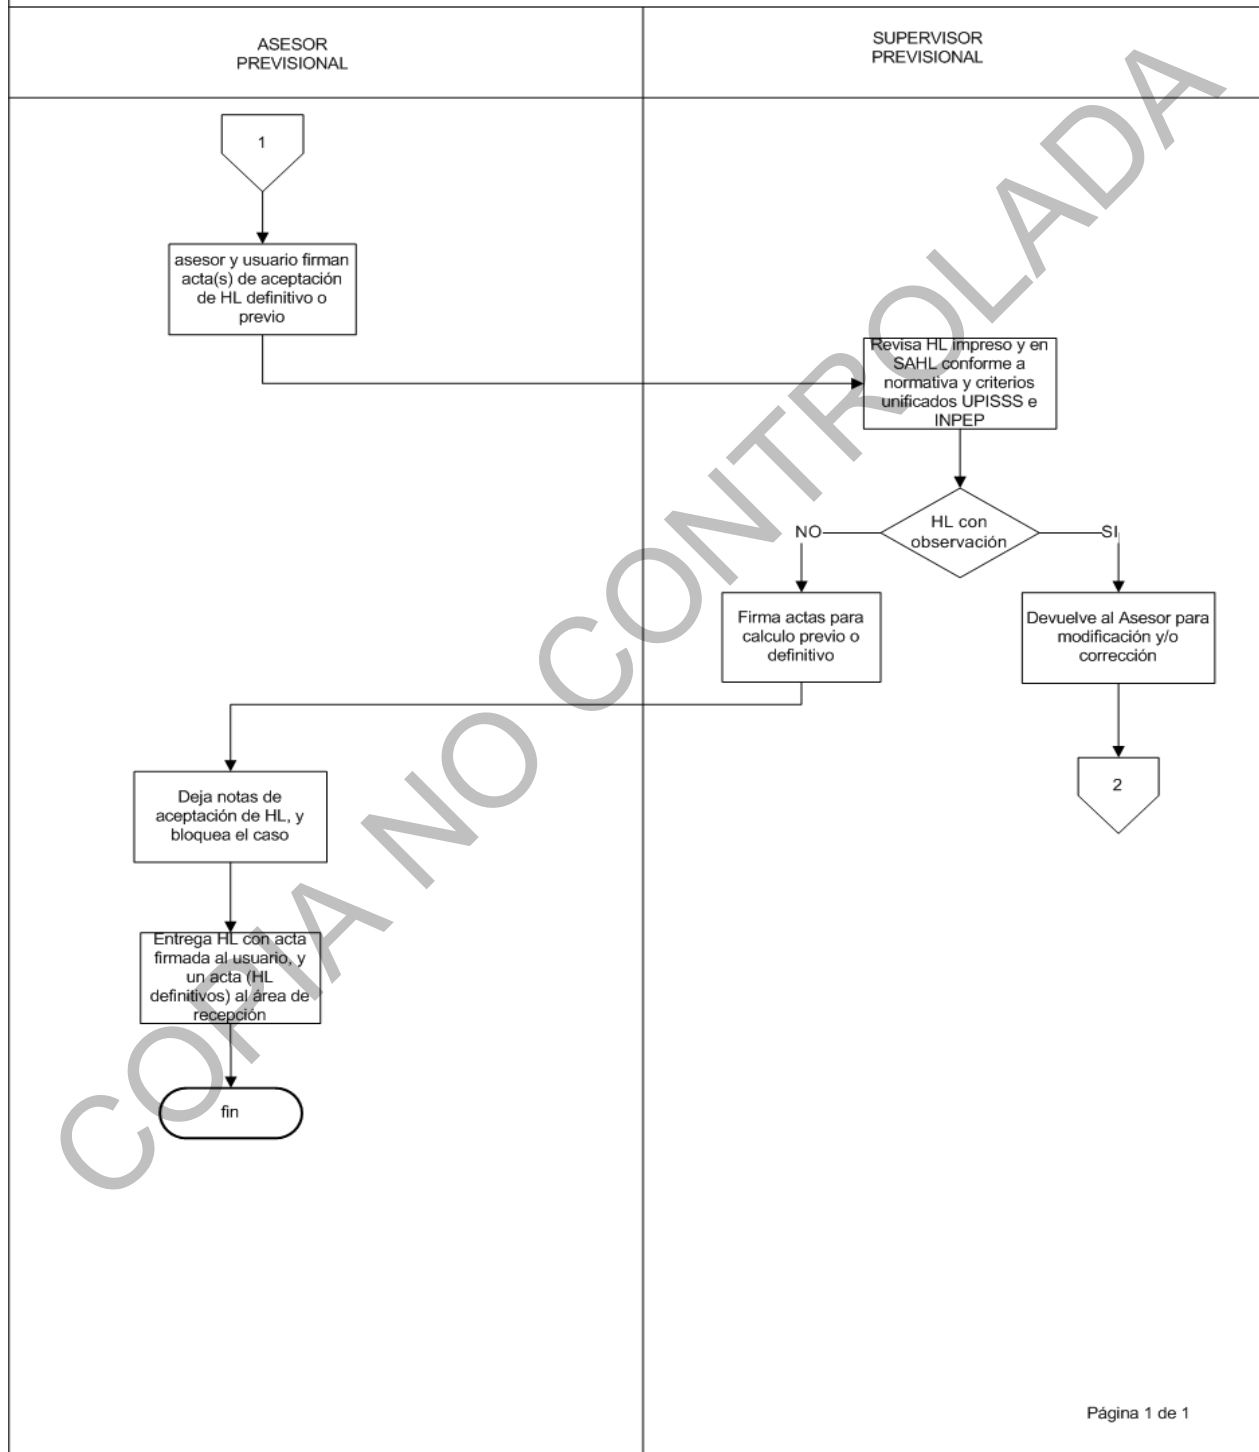 ASESOR
PREVISIONAL
SUPERVISOR
PREVISIONAL
1
asesor y usuario firman
acta(s) de aceptación
de HL definitivo o
previo
Revisa HL impreso y en
SAHL conforme a
normativa y criterios
unificados UPISSS e
INPEP
HL con
observación
NO
SI
Firma actas para
calculo previo o
definitivo
Devuelve al Asesor para
modificación y/o
corrección
2
Deja notas de
aceptación de HL, y
bloquea el caso
Entrega HL con acta
firmada al usuario, y
un acta (HL
definitivos) al área de
recepción
fin
COPIA NO CONTROLADA
Página 1 de 1